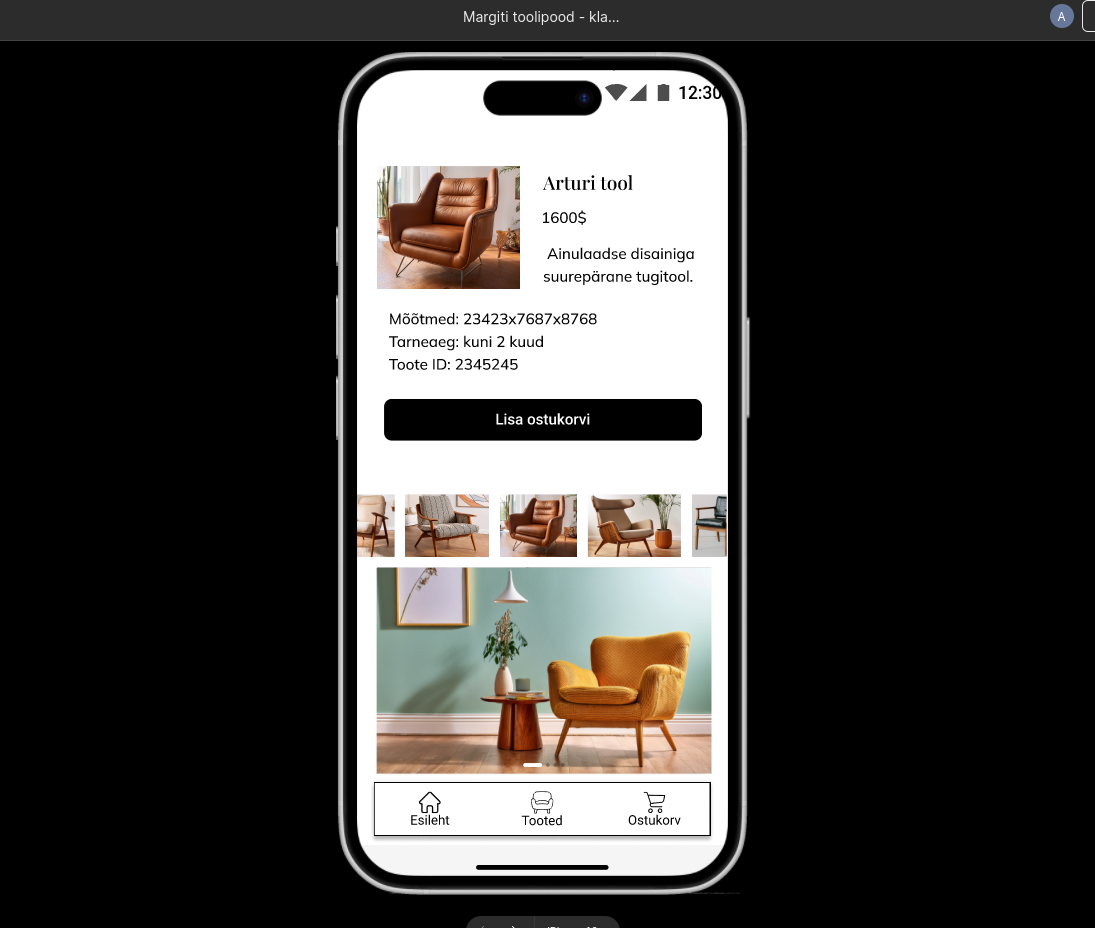 Margiti toolipood - kla...
A
12:30
Arturi tool
1600$
Ainulaadse disainiga
suurepärane tugitool.
Mõõtmed: 23423x7687x8768
Tarneaeg: kuni 2 kuud
Toote ID: 2345245
Lisa ostukorvi
Esileht
Tooted
Ostukorv